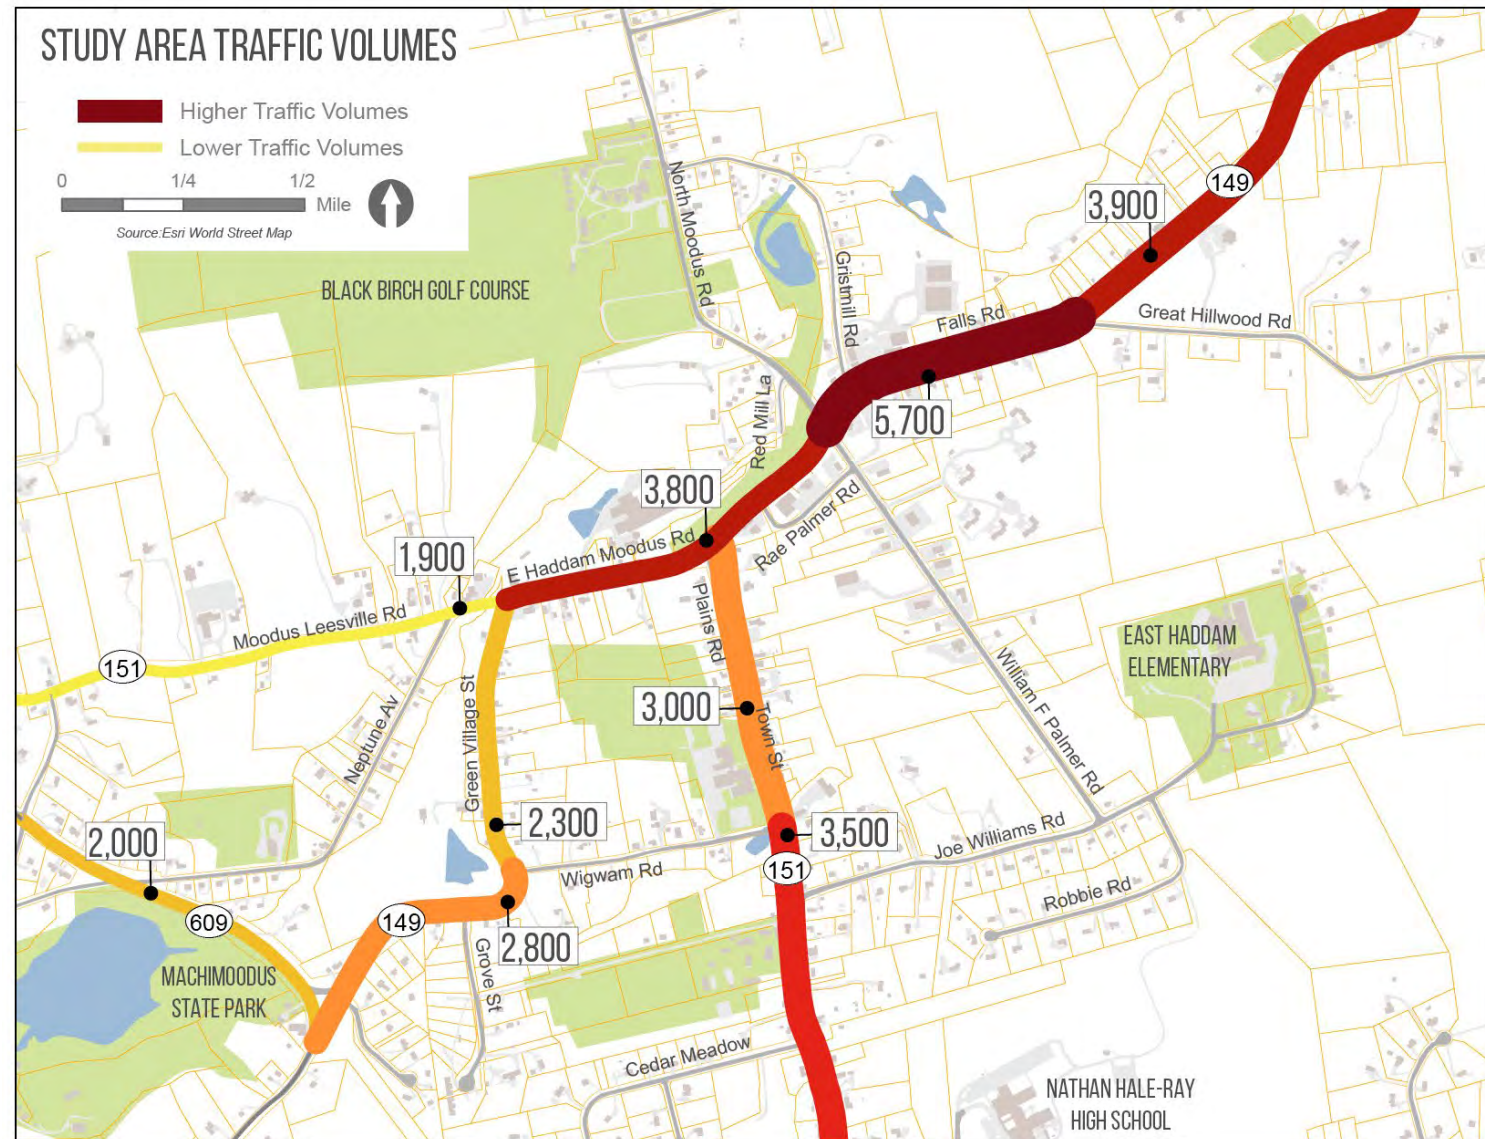 STUDY AREA TRAFFIC VOLUMES
Higher Traffic Volumes
Lower Traffic Volumes
0 1/4 1/2
Mile
Source:Esri World Street Map
BLACK BIRCH GOLF COURSE
North Moodus Rd
Gristmill Rd
149
3,900
Great Hillwood Rd
Falls Rd
5,700
Red Mill La
3,800
Rae Palmer Rd
E Haddam Moodus Rd
1,900
Moodus Leesville Rd
151
Plains Rd
EAST HADDAM
ELEMENTARY
William F Palmer Rd
3,000
Town St
Neptune Av
Green Village St
2,300
3,500
2,000
151
Joe Williams Rd
Wigwam Rd
Robbie Rd
609
149
2,800
Grove St
MACHIMOODUS
STATE PARK
Cedar Meadow
NATHAN HALE-RAY
HIGH SCHOOL